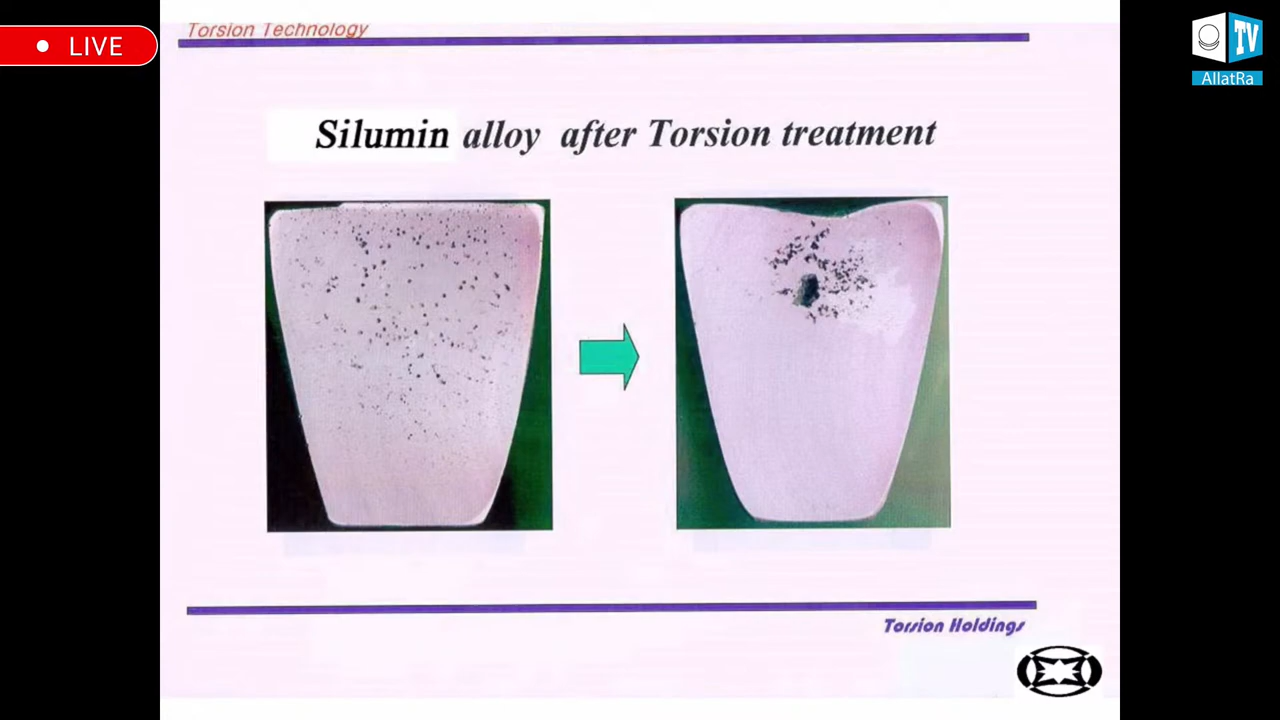 Torsion Technology
LIVE
TV
AllatRa
Silumin alloy after Torsion treatment
Torsion Holdings